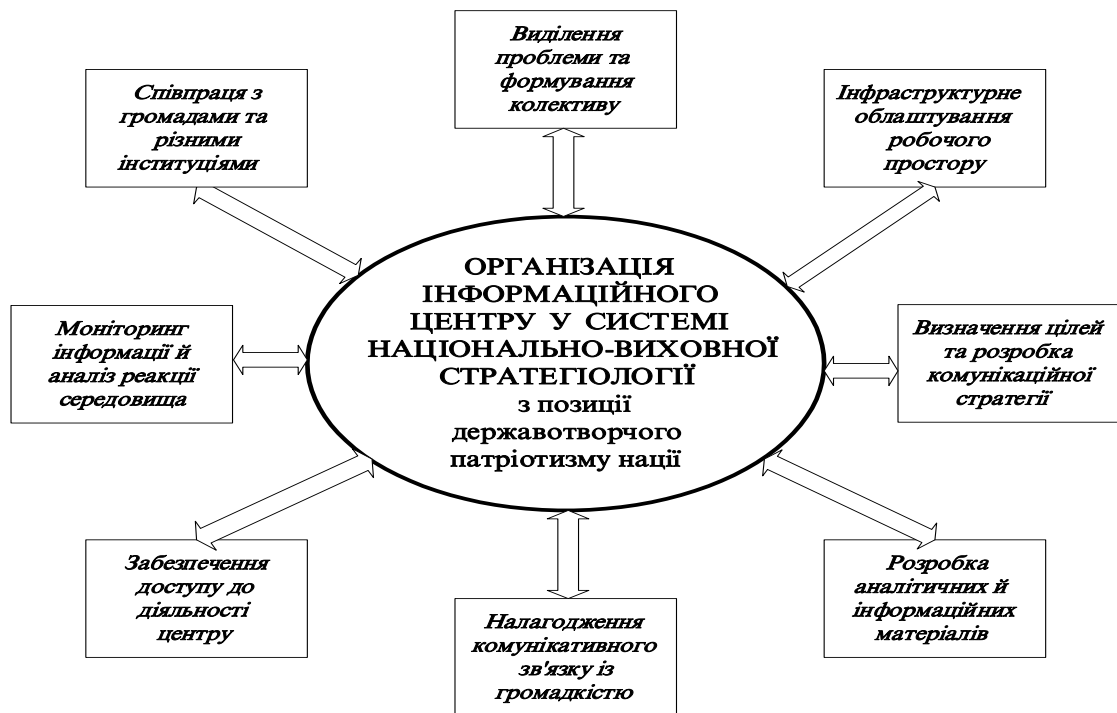 Виділення
проблеми та
формування
колективу
Співпраця з
громадами та
різними
інституціями
Інфраструктурне
облаштування
робочого
простору
ОРГАНІЗАЦІЯ
ІНФОРМАЦІЙНОГО
ЦЕНТРУ У СИСТЕМІ
НАЦІОНАЛЬНО-ВИХОВНОЇ
СТРАТЕГІОЛОГІЇ
з позиції
державотворчого
патріотизму нації
Моніторинг
інформації й
аналіз реакції
середовища
Визначення цілей
та розробка
комунікаційної
стратегії
Забезпечення
доступу до
діяльності
центру
Налагодження
комунікативного
зв'язку із
громадкістю
Розробка
аналітичних й
інформаційних
матеріалів